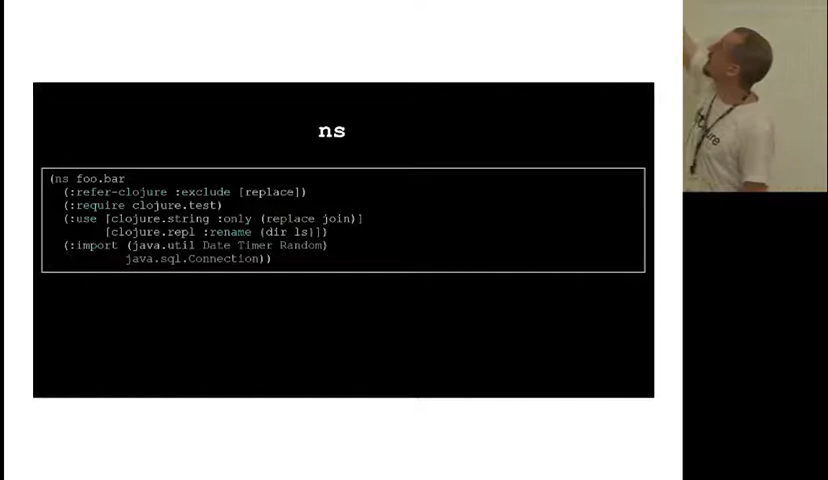 ns
(ns foo.bar
(:refer-clojure :exclude [replace])
(:require clojure.test)
(:use [clojure.string :only (replace join)]
[clojure.repl :rename {dir ls}])
(:import (java.util Date Timer Random)
java.sql.Connection))